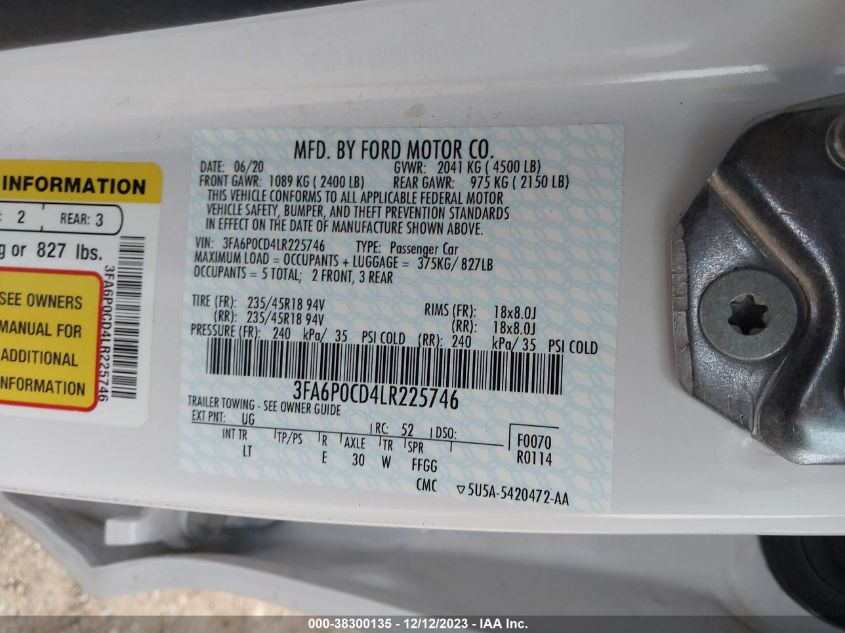 INFORMATION
: 2 REAR: 3
g or 827 lbs.
SEE OWNERS
MANUAL FOR
ADDITIONAL
INFORMATION
3FA6P0CD4LR225746
MFD. BY FORD MOTOR CO.
DATE: 06/20 GVWR: 2041 KG ( 4500 LB)
FRONT GAWR: 1089 KG ( 2400 LB) REAR GAWR: 975 KG ( 2150 LB)
THIS VEHICLE CONFORMS TO ALL APPLICABLE FEDERAL MOTOR
VEHICLE SAFETY, BUMPER, AND THEFT PREVENTION STANDARDS
IN EFFECT ON THE DATE OF MANUFACTURE SHOWN ABOVE.
VIN: 3FA6P0CD4LR225746 TYPE: Passenger Car
MAXIMUM LOAD = OCCUPANTS + LUGGAGE = 375KG/ 827LB
OCCUPANTS = 5 TOTAL; 2 FRONT, 3 REAR
TIRE (FR): 235/45R18 94V RIMS (FR): 18x8.0J
(RR): 235/45R18 94V (RR): 18x8.0J
PRESSURE (FR): 240 kPa/ 35 PSI COLD (RR): 240 kPa/ 35 PSI COLD
3FA6P0CD4LR225746
TRAILER TOWING - SEE OWNER GUIDE
EXT PNT: UG RC: 52 DSO: F0070
INT TR TP/PS R AXLE TR SPR R0114
LT E 30 W FFGG
CMC ▽5U5A-5420472-AA
000-38300135 - 12/12/2023 - IAA Inc.